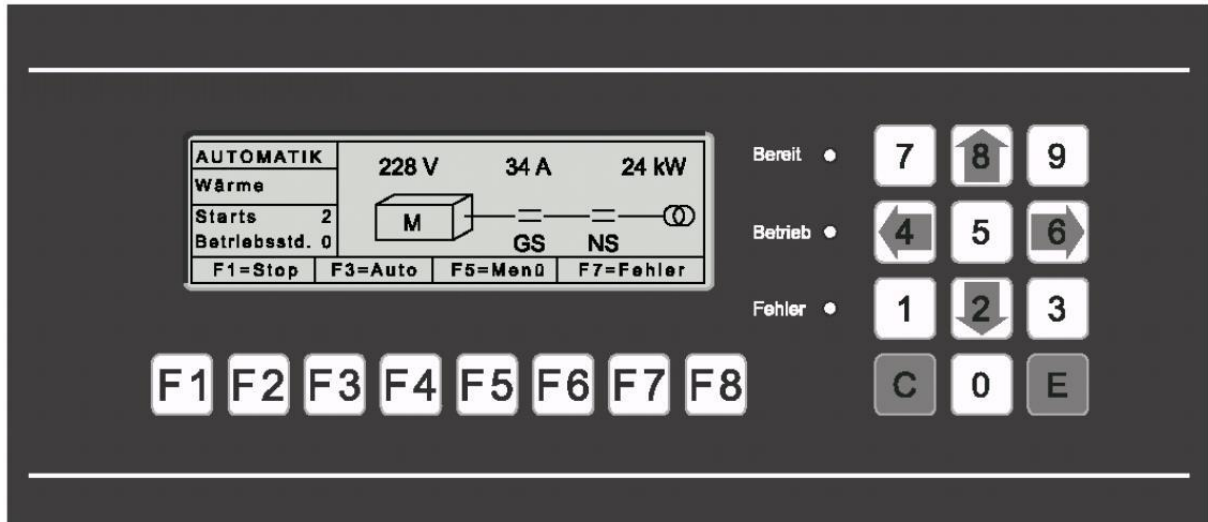 AUTOMATIK
Wärme
Starts 2
Betriebsstd. 0
228 V 34 A 24 kW
M
GS NS
F1=Stop F3=Auto F5=Menü F7=Fehler
Bereit
Betrieb
Fehler
7 8 9
4 5 6
1 2 3
C 0 E
F1 F2 F3 F4 F5 F6 F7 F8